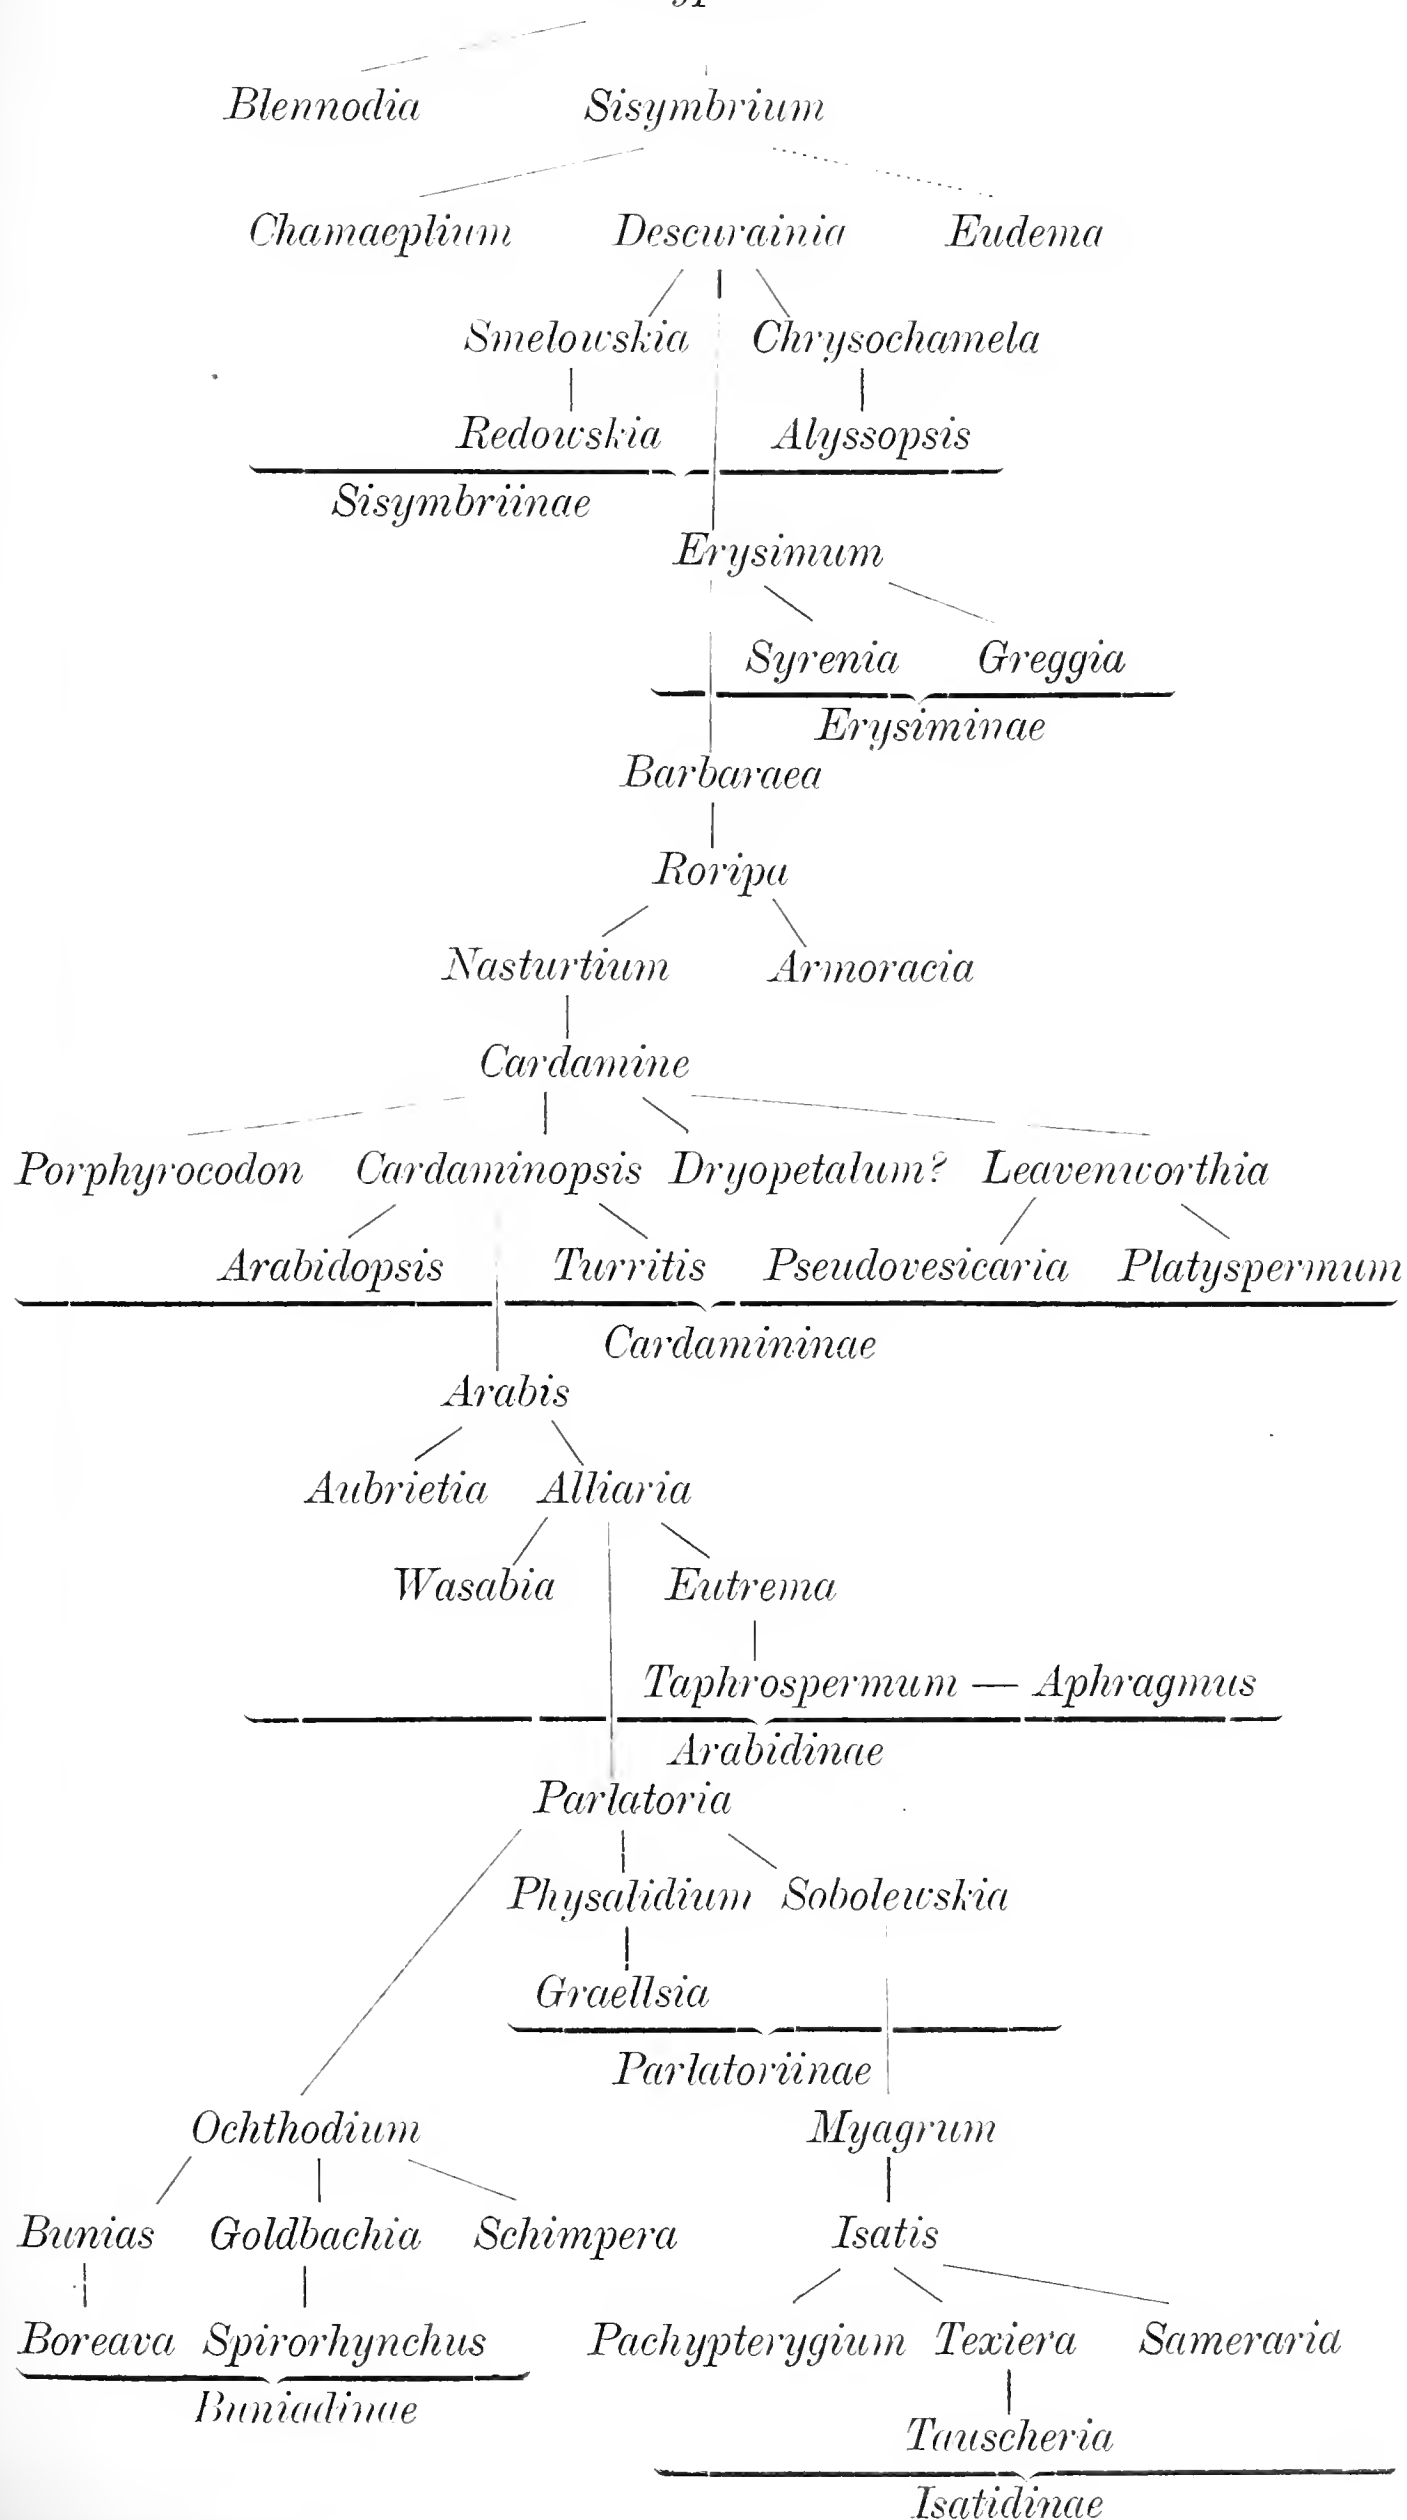 Blennodia Sisymbrium
Chamaeplium Descurainia Eudema
Smelowskia Chrysochamela
Redowskia Alyssopsis
Sisymbriinae
Erysimum
Syrenia Greggia
Erysiminae
Barbaraea
Roripa
Nasturtium Armoracia
Cardamine
Porphyrocodon Cardaminopsis Dryopetalum? Leavenworthia
Arabidopsis Turritis Pseudovesicaria Platyspermum
Cardamininae
Arabis
Aubrietia Alliaria
Wasabia Eutrema
Taphrospermum — Aphragmus
Arabidinae
Parlatoria
Physalidium Sobolewskia
Graellsia
Parlatoriinae
Ochthodium Myagrum
Bunias Goldbachia Schimpera Isatis
Boreava Spirorhynchus Pachypterygium Texiera Sameraria
Buniadinae
Tauscheria
Isatidinae